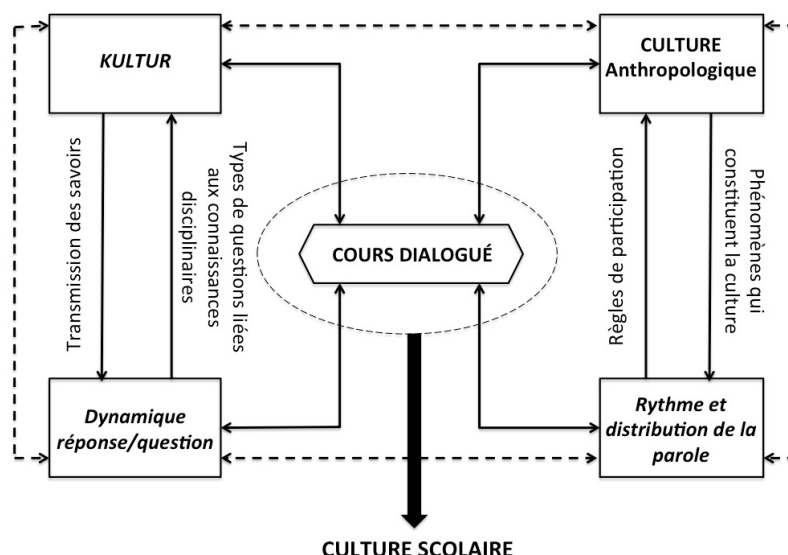 KULTUR
CULTURE
Anthropologique
Transmission des savoirs
Types de questions liées
aux connaissances
disciplinaires
COURS DIALOGUÉ
Règles de participation
Phénomènes qui
constituent la culture
Dynamique
réponse/question
Rythme et
distribution de la
parole
CULTURE SCOLAIRE